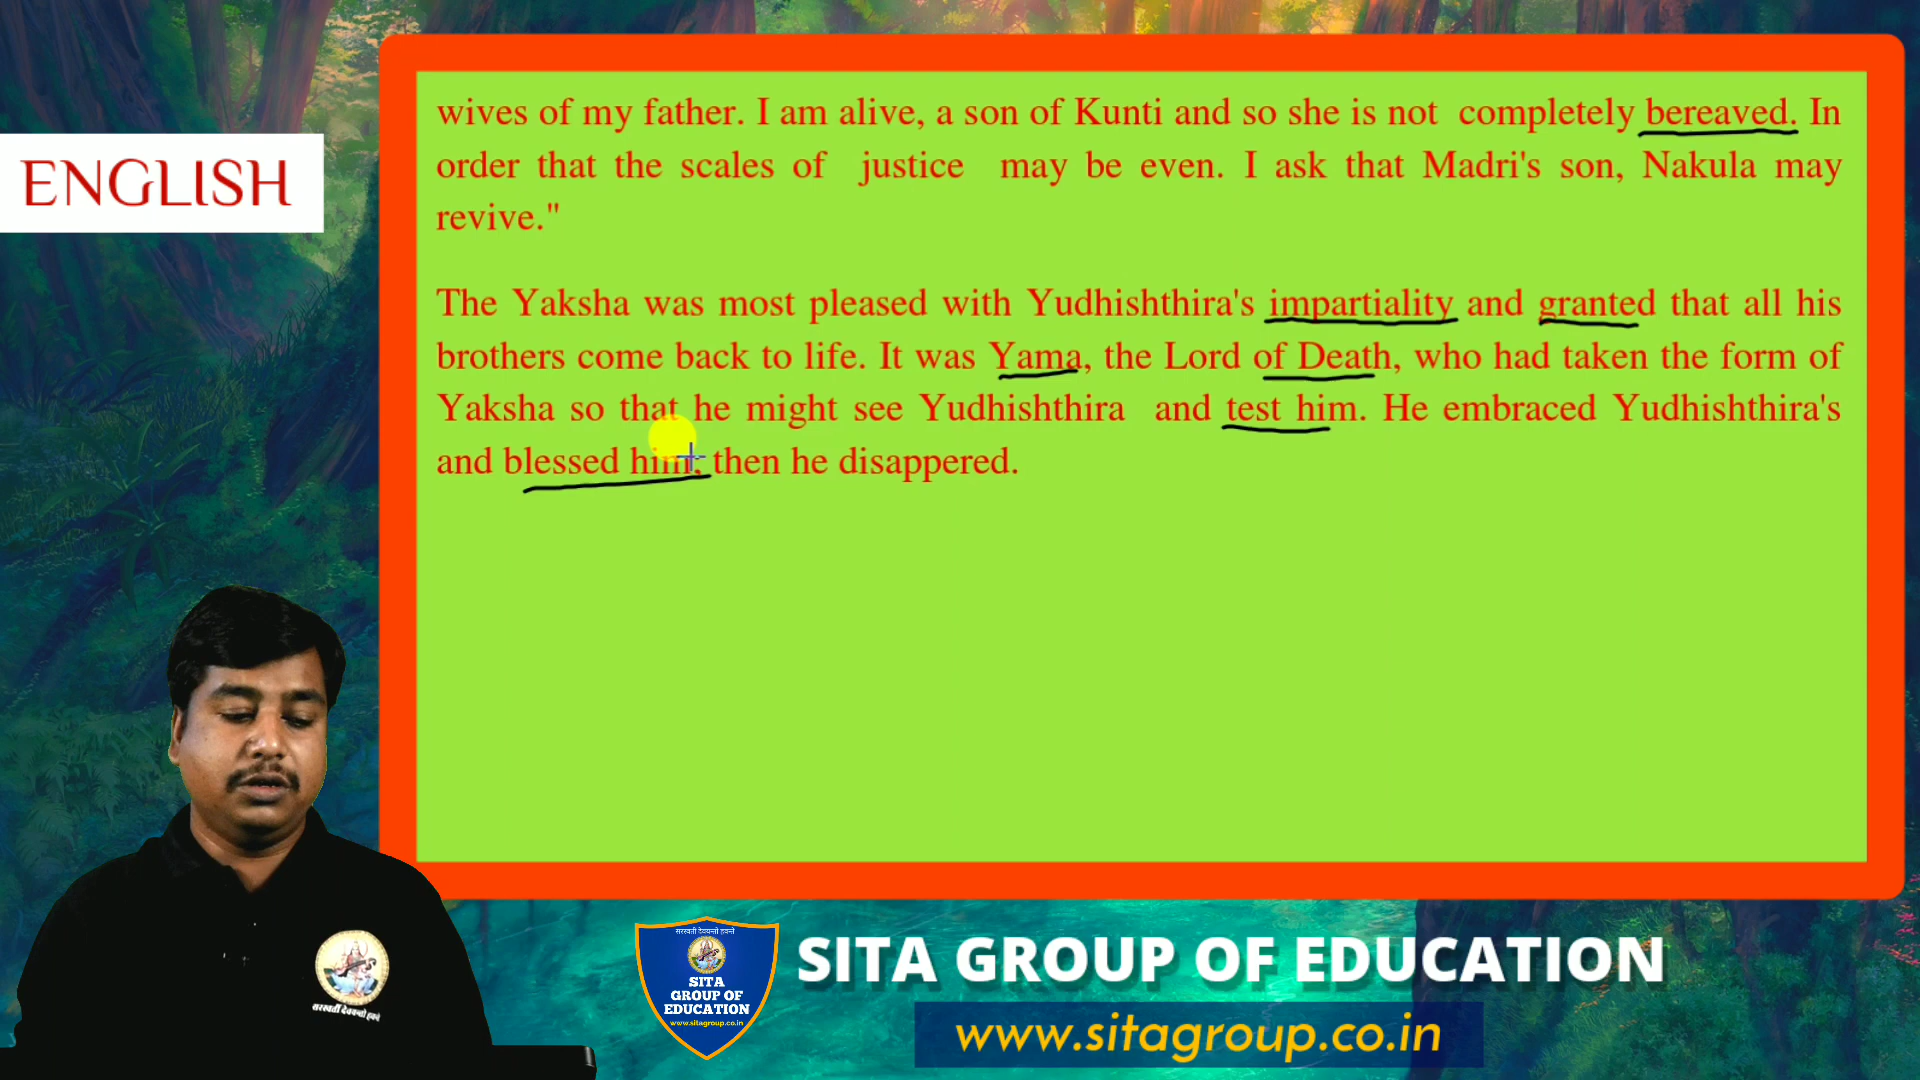 wives of my father. I am alive, a son of Kunti and so she is not completely bereaved. In
order that the scales of justice may be even. I ask that Madri's son, Nakula may
revive."
The Yaksha was most pleased with Yudhishthira's impartiality and granted that all his
brothers come back to life. It was Yama, the Lord of Death, who had taken the form of
Yaksha so that he might see Yudhishthira and test him. He embraced Yudhishthira's
and blessed him, then he disappered.
ENGLISH
SITA
GROUP OF
EDUCATION
www.sitagroup.co.in
SITA GROUP OF EDUCATION
www.sitagroup.co.in